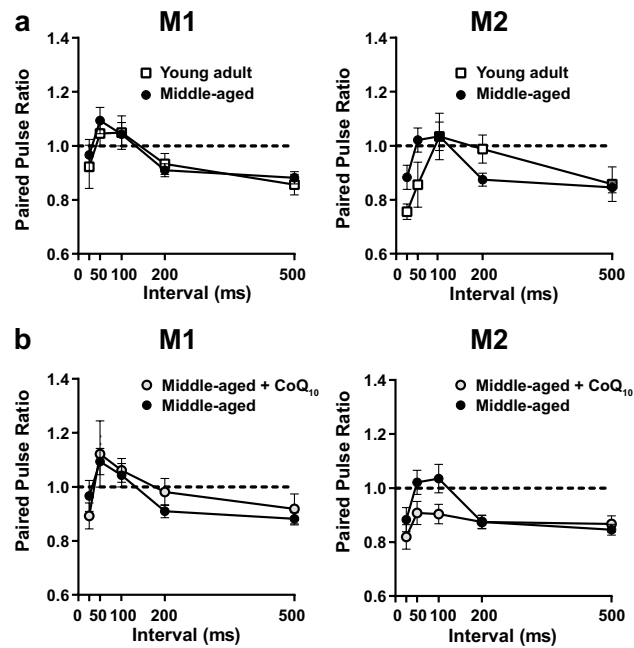 a
M1
M2
Paired Pulse Ratio
1.4
1.2
1.0
0.8
0.6
Young adult
Middle-aged
0 50 100 200 500
Interval (ms)
Paired Pulse Ratio
1.4
1.2
1.0
0.8
0.6
Young adult
Middle-aged
0 50 100 200 500
Interval (ms)
b
M1
M2
Paired Pulse Ratio
1.4
1.2
1.0
0.8
0.6
Middle-aged + CoQ₁₀
Middle-aged
0 50 100 200 500
Interval (ms)
Paired Pulse Ratio
1.4
1.2
1.0
0.8
0.6
Middle-aged + CoQ₁₀
Middle-aged
0 50 100 200 500
Interval (ms)